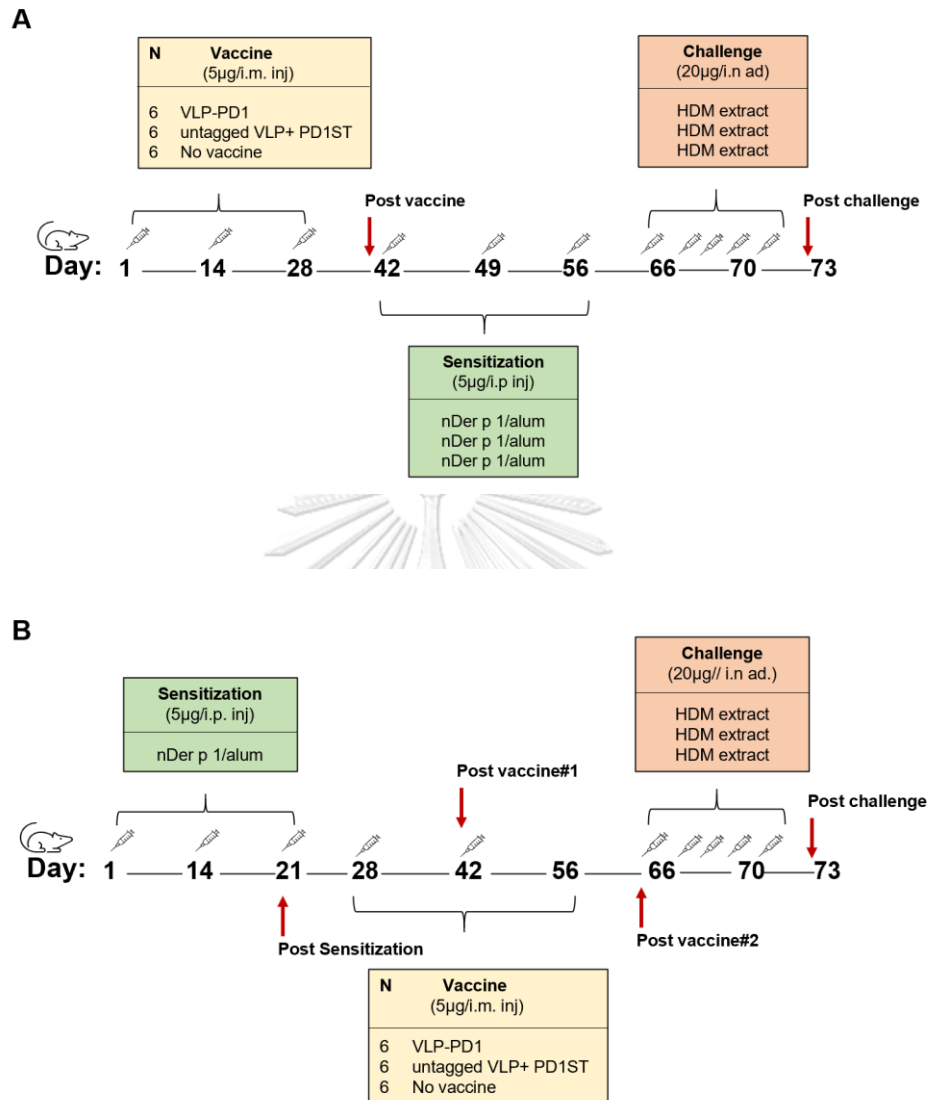 A
N Vaccine
(5µg/i.m. inj)
6 VLP-PD1
6 untagged VLP+ PD1ST
6 No vaccine
Challenge
(20µg/i.n ad)
HDM extract
HDM extract
HDM extract
Post vaccine
Post challenge
Day: 1 14 28 42 49 56 66 70 73
Sensitization
(5µg/i.p inj)
nDer p 1/alum
nDer p 1/alum
nDer p 1/alum
B
Sensitization
(5µg/i.p. inj)
nDer p 1/alum
Challenge
(20µg// i.n ad.)
HDM extract
HDM extract
HDM extract
Post vaccine#1
Post challenge
Day: 1 14 21 28 42 56 66 70 73
Post Sensitization
Post vaccine#2
N Vaccine
(5µg/i.m. inj)
6 VLP-PD1
6 untagged VLP+ PD1ST
6 No vaccine